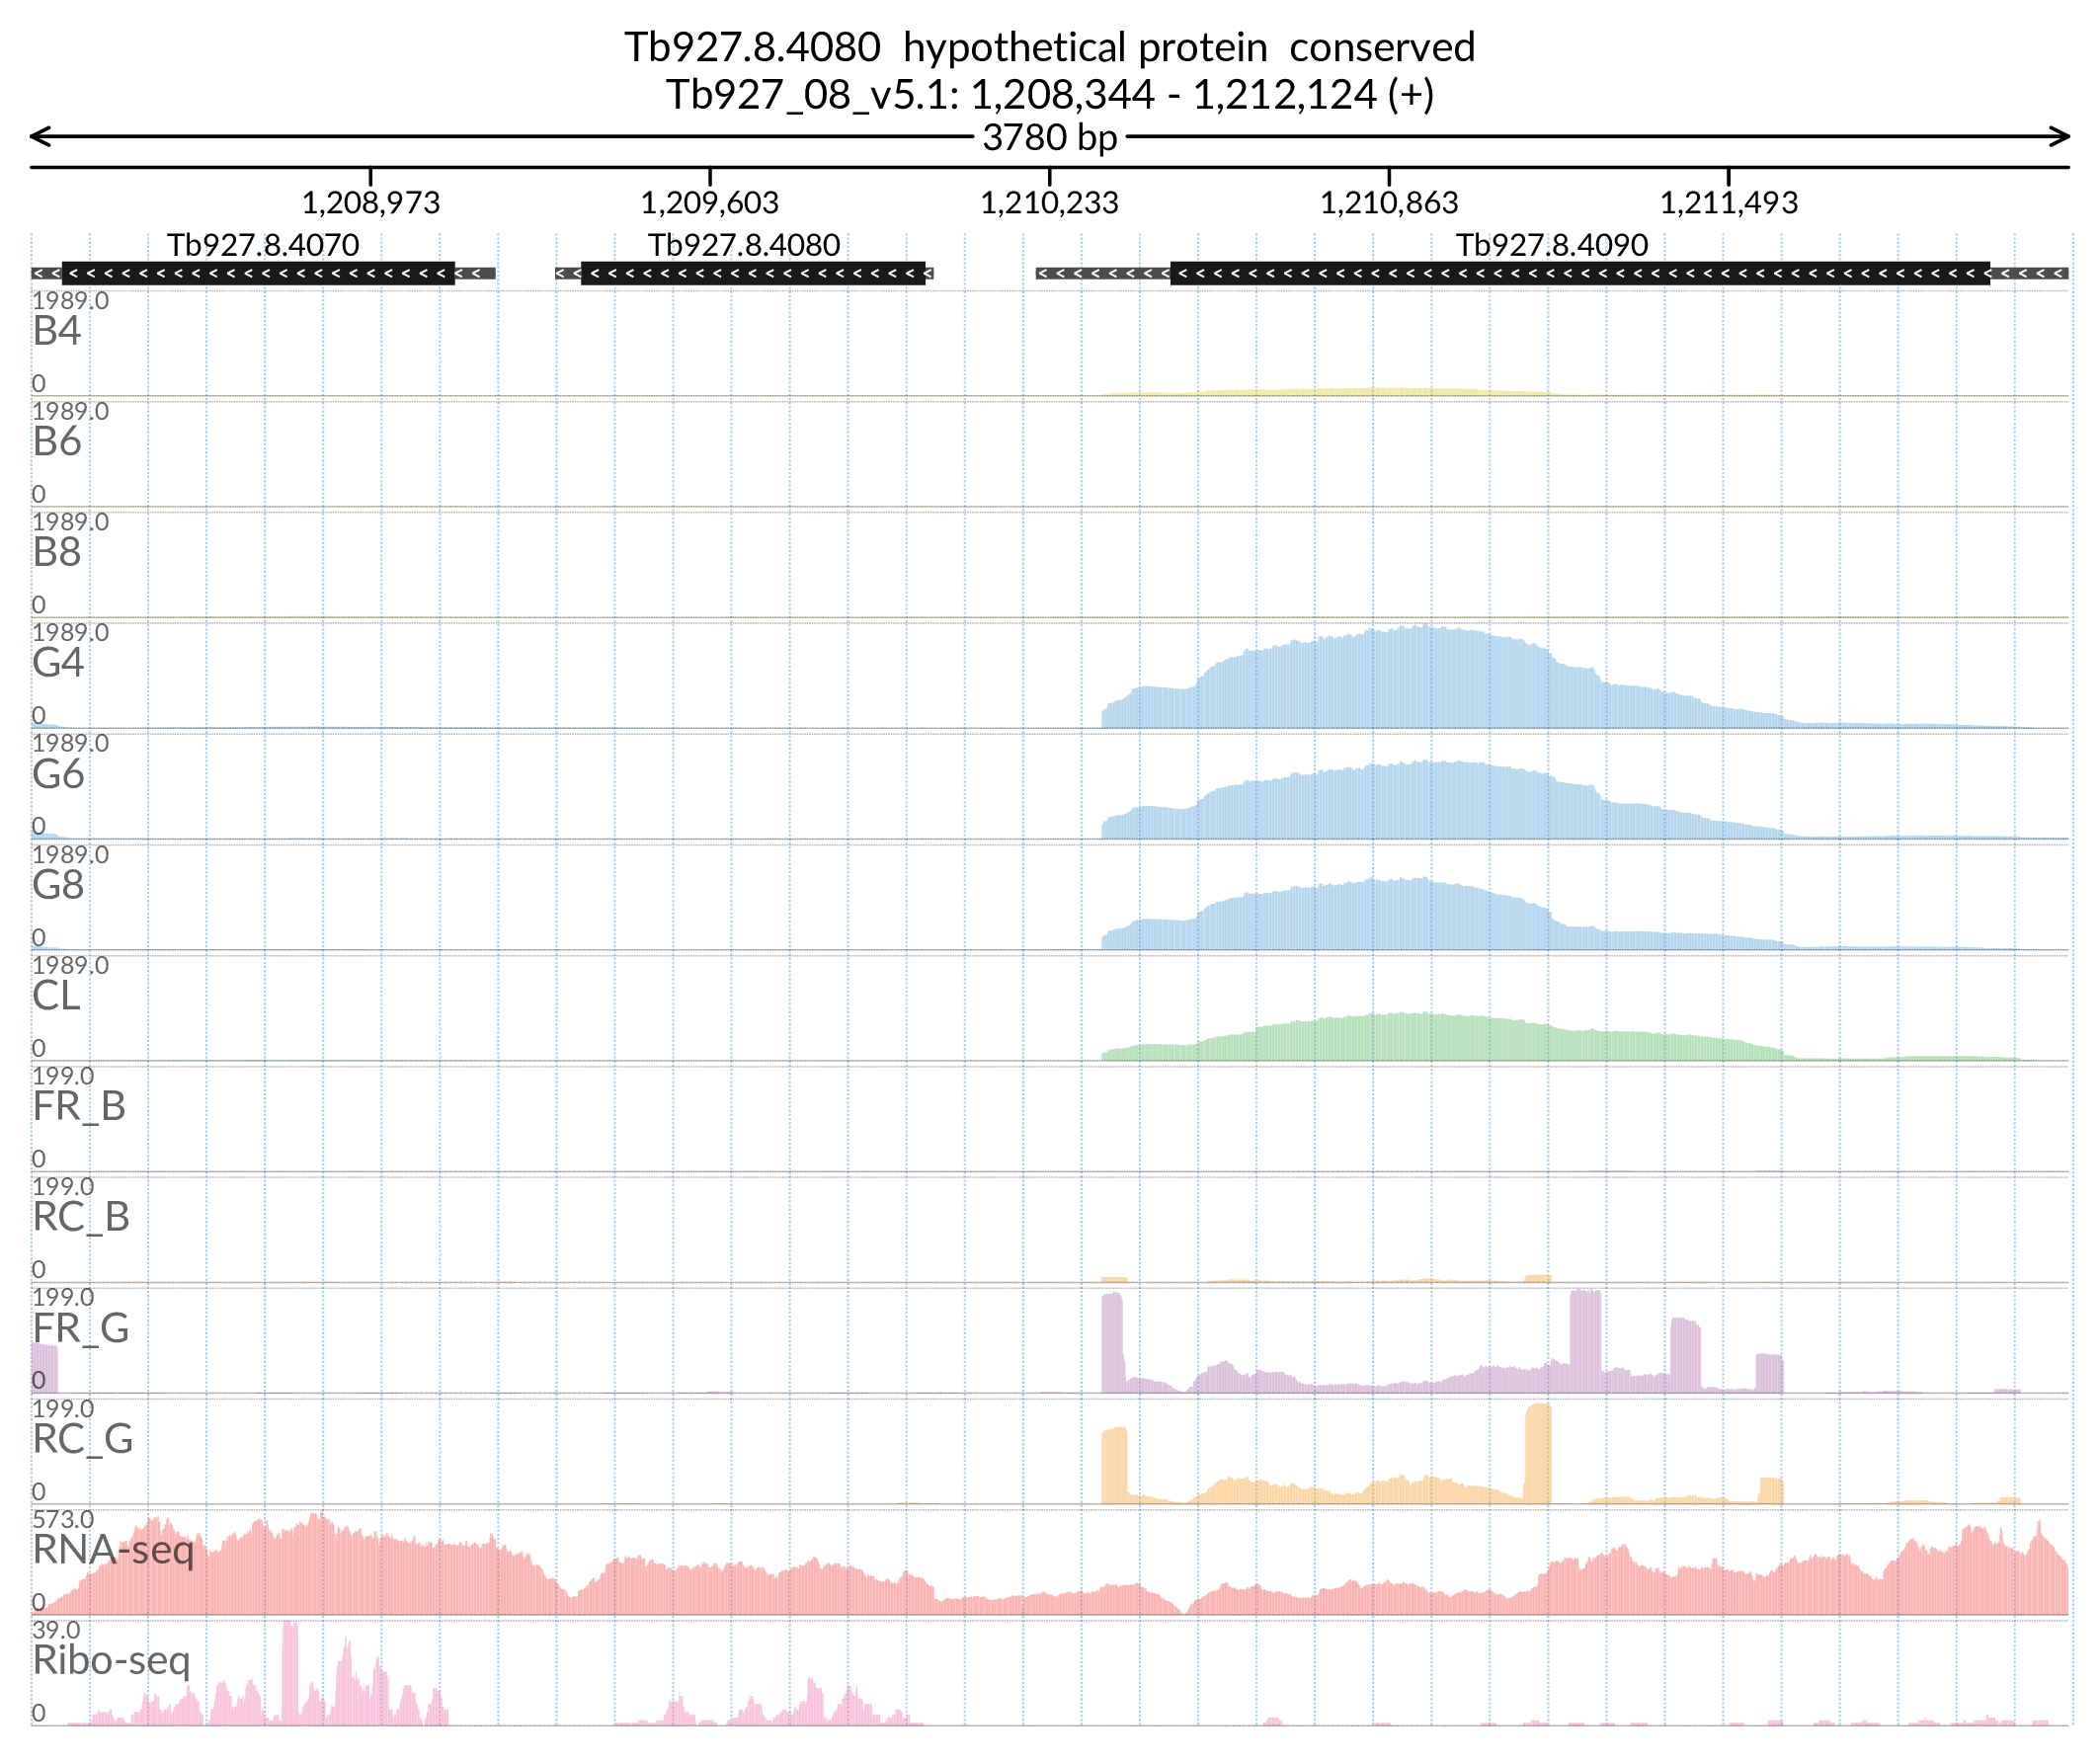 Tb927.8.4080  hypothetical protein  conserved
Tb927_08_v5.1: 1,208,344 - 1,212,124 (+)
3780 bp
1,208,973 1,209,603 1,210,233 1,210,863 1,211,493
Tb927.8.4070 Tb927.8.4080 Tb927.8.4090
1989.0
B4
0
1989.0
B6
0
1989.0
B8
0
1989.0
G4
0
1989.0
G6
0
1989.0
G8
0
1989.0
CL
0
199.0
FR_B
0
199.0
RC_B
0
199.0
FR_G
0
199.0
RC_G
0
573.0
RNA-seq
0
39.0
Ribo-seq
0